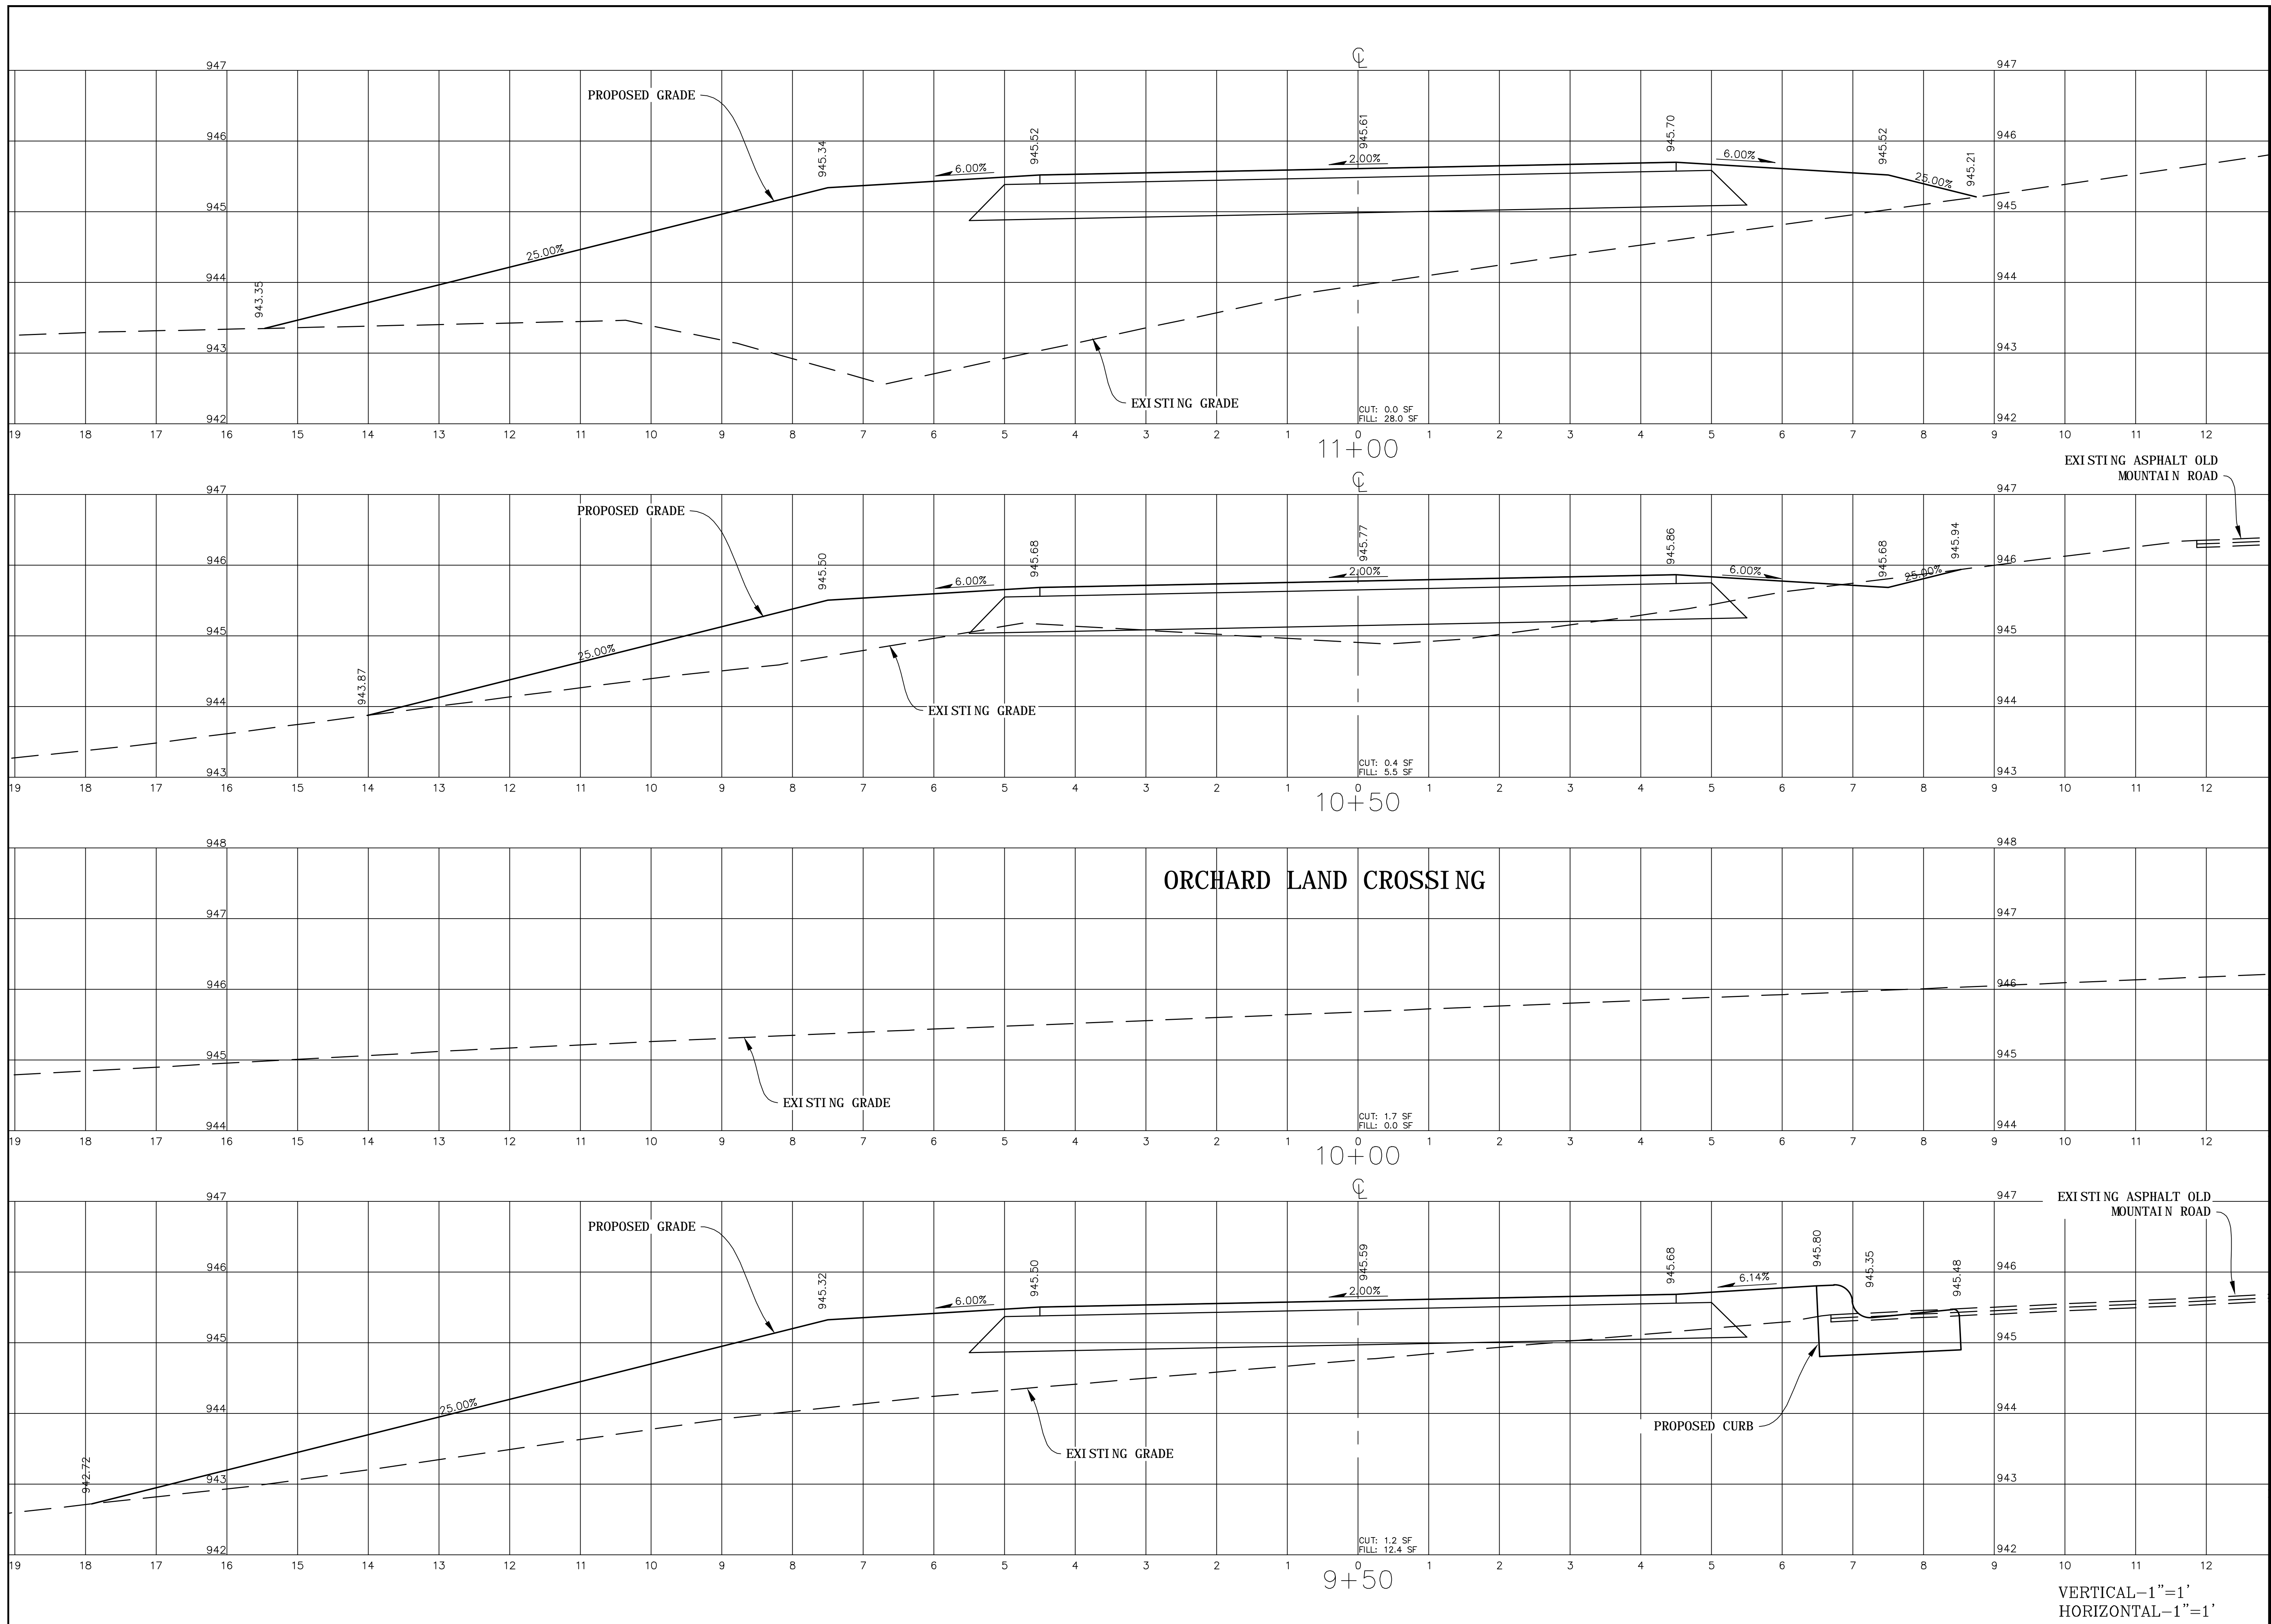 ℄
947 947
PROPOSED GRADE
946 946
945.34
945.52
945.61
945.70
945.52
945.21
6.00%
2.00%
6.00%
25.00%
945 945
25.00%
944 944
943.35
943 943
EXISTING GRADE
CUT: 0.0 SF
FILL: 28.0 SF
942 942
19 18 17 16 15 14 13 12 11 10 9 8 7 6 5 4 3 2 1 0 1 2 3 4 5 6 7 8 9 10 11 12
11+00
EXISTING ASPHALT OLD
MOUNTAIN ROAD
℄
947 947
PROPOSED GRADE
946 946
945.50
945.68
945.77
945.86
945.68
945.94
6.00%
2.00%
6.00%
25.00%
945 945
25.00%
943.87
944 944
EXISTING GRADE
CUT: 0.4 SF
FILL: 5.5 SF
943 943
19 18 17 16 15 14 13 12 11 10 9 8 7 6 5 4 3 2 1 0 1 2 3 4 5 6 7 8 9 10 11 12
10+50
948 948
ORCHARD LAND CROSSING
947 947
946 946
945 945
EXISTING GRADE
CUT: 1.7 SF
FILL: 0.0 SF
944 944
19 18 17 16 15 14 13 12 11 10 9 8 7 6 5 4 3 2 1 0 1 2 3 4 5 6 7 8 9 10 11 12
10+00
℄
947 947
EXISTING ASPHALT OLD
MOUNTAIN ROAD
PROPOSED GRADE
946 946
945.32
945.50
945.59
945.68
945.80
945.35
945.48
6.00%
2.00%
6.14%
945 945
25.00%
944 944
PROPOSED CURB
EXISTING GRADE
942.72
943 943
CUT: 1.2 SF
FILL: 12.4 SF
942 942
19 18 17 16 15 14 13 12 11 10 9 8 7 6 5 4 3 2 1 0 1 2 3 4 5 6 7 8 9 10 11 12
9+50
VERTICAL-1"=1'
HORIZONTAL-1"=1'